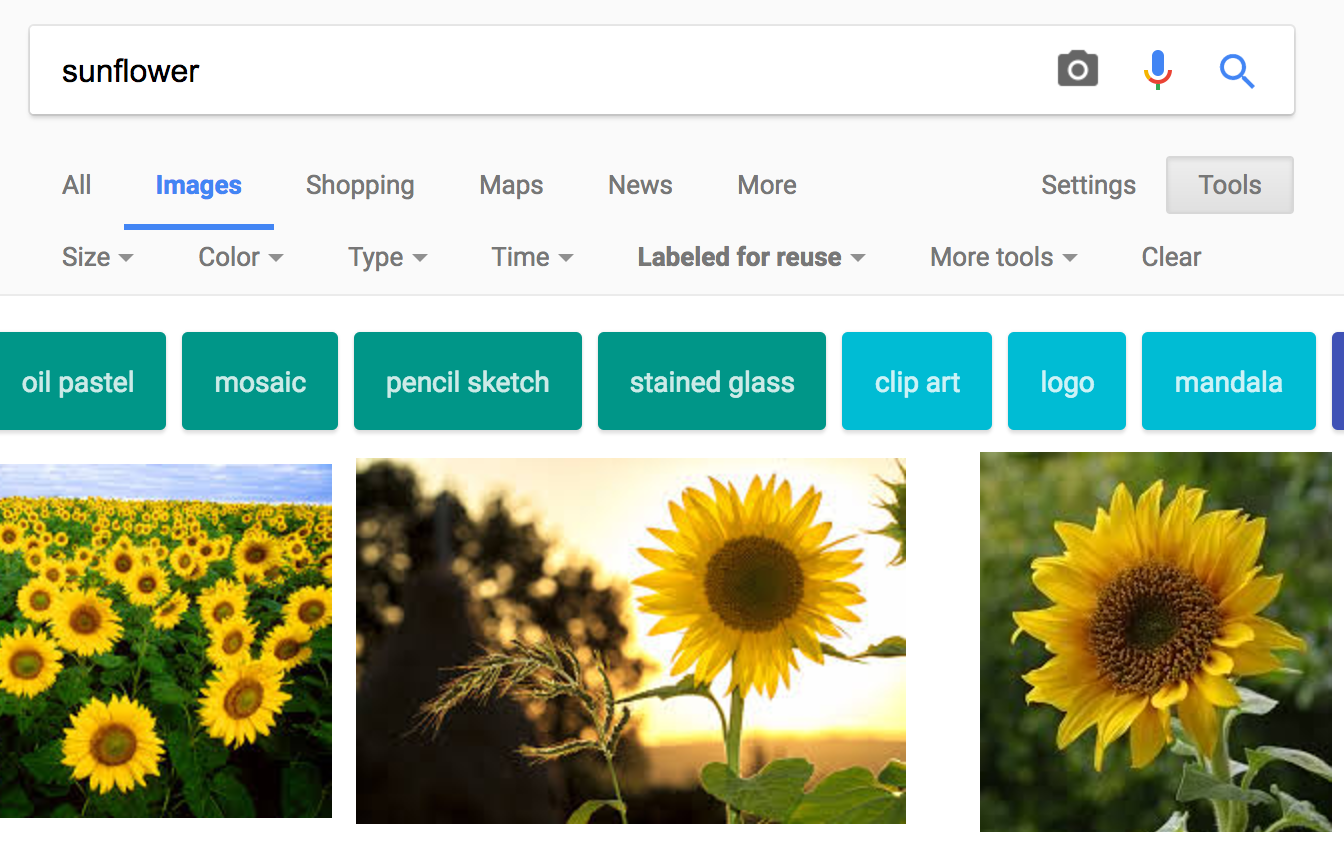 sunflower
All Images Shopping Maps News More Settings Tools
Size Color Type Time Labeled for reuse More tools Clear
oil pastel mosaic pencil sketch stained glass clip art logo mandala